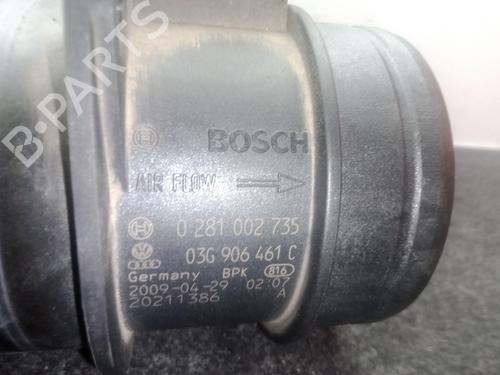 B-PARTS
BOSCH
AIR FLOW
0 281 002 735
03G 906 461 C
Germany BPK 816
2009-04-29 02:07
20211386 A